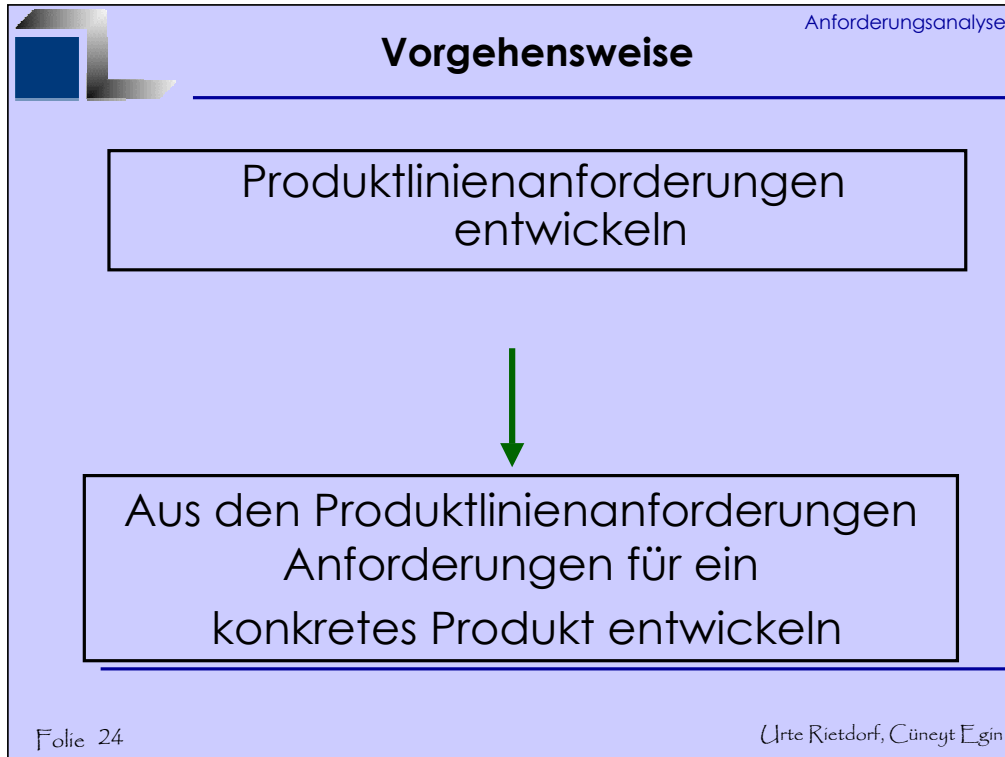 Anforderungsanalyse
Vorgehensweise
Produktlinienanforderungen
entwickeln
Aus den Produktlinienanforderungen
Anforderungen für ein
konkretes Produkt entwickeln
Folie 24
Urte Rietdorf, Cüneyt Egin